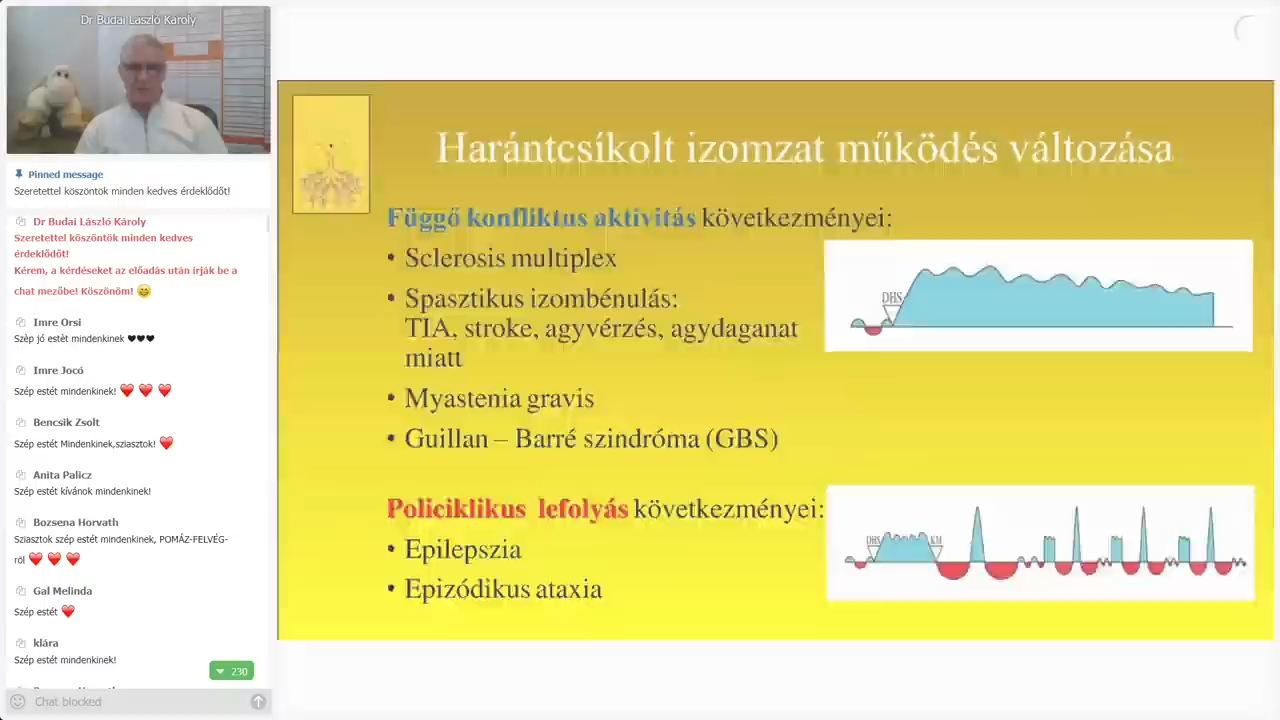 Dr Budai László Károly
Pinned message
Szeretettel köszöntök minden kedves érdeklődőt!
Dr Budai László Károly
Szeretettel köszöntök minden kedves
érdeklődőt!
Kérem, a kérdéseket az előadás után írják be a
chat mezőbe! Köszönöm!
Imre Orsi
Szèp jó estèt mindenkinek
Imre Jocó
Szép estét mindenkinek!
Bencsik Zsolt
Szép estét Mindenkinek,sziasztok!
Anita Palicz
Szép estét kívánok mindenkinek!
Bozsena Horvath
Sziasztok szép estét mindenkinek, POMÁZ-FELVÉG-
ről
Gal Melinda
Szép estét
klára
Szép estét mindenkinek!
230
Chat blocked
Harántcsíkolt izomzat működés változása
Függő konfliktus aktivitás következményei:
• Sclerosis multiplex
• Spasztikus izombénulás:
TIA, stroke, agyvérzés, agydaganat
miatt
• Myastenia gravis
• Guillan – Barré szindróma (GBS)
DHS
Policiklikus lefolyás következményei:
• Epilepszia
• Epizódikus ataxia
DHS
KM